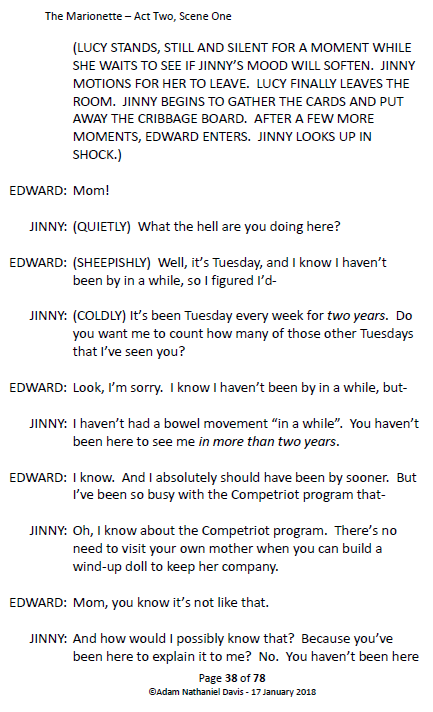 The Marionette – Act Two, Scene One
(LUCY STANDS, STILL AND SILENT FOR A MOMENT WHILE
SHE WAITS TO SEE IF JINNY'S MOOD WILL SOFTEN.  JINNY
MOTIONS FOR HER TO LEAVE.  LUCY FINALLY LEAVES THE
ROOM.  JINNY BEGINS TO GATHER THE CARDS AND PUT
AWAY THE CRIBBAGE BOARD.  AFTER A FEW MORE
MOMENTS, EDWARD ENTERS.  JINNY LOOKS UP IN
SHOCK.)
EDWARD: Mom!
JINNY: (QUIETLY)  What the hell are you doing here?
EDWARD: (SHEEPISHLY)  Well, it's Tuesday, and I know I haven't
been by in a while, so I figured I'd-
JINNY: (COLDLY) It's been Tuesday every week for two years.  Do
you want me to count how many of those other Tuesdays
that I've seen you?
EDWARD: Look, I'm sorry.  I know I haven't been by in a while, but-
JINNY: I haven't had a bowel movement "in a while".  You haven't
been here to see me in more than two years.
EDWARD: I know.  And I absolutely should have been by sooner.  But
I've been so busy with the Competriot program that-
JINNY: Oh, I know about the Competriot program.  There's no
need to visit your own mother when you can build a
wind-up doll to keep her company.
EDWARD: Mom, you know it's not like that.
JINNY: And how would I possibly know that?  Because you've
been here to explain it to me?  No.  You haven't been here
Page 38 of 78
©Adam Nathaniel Davis - 17 January 2018